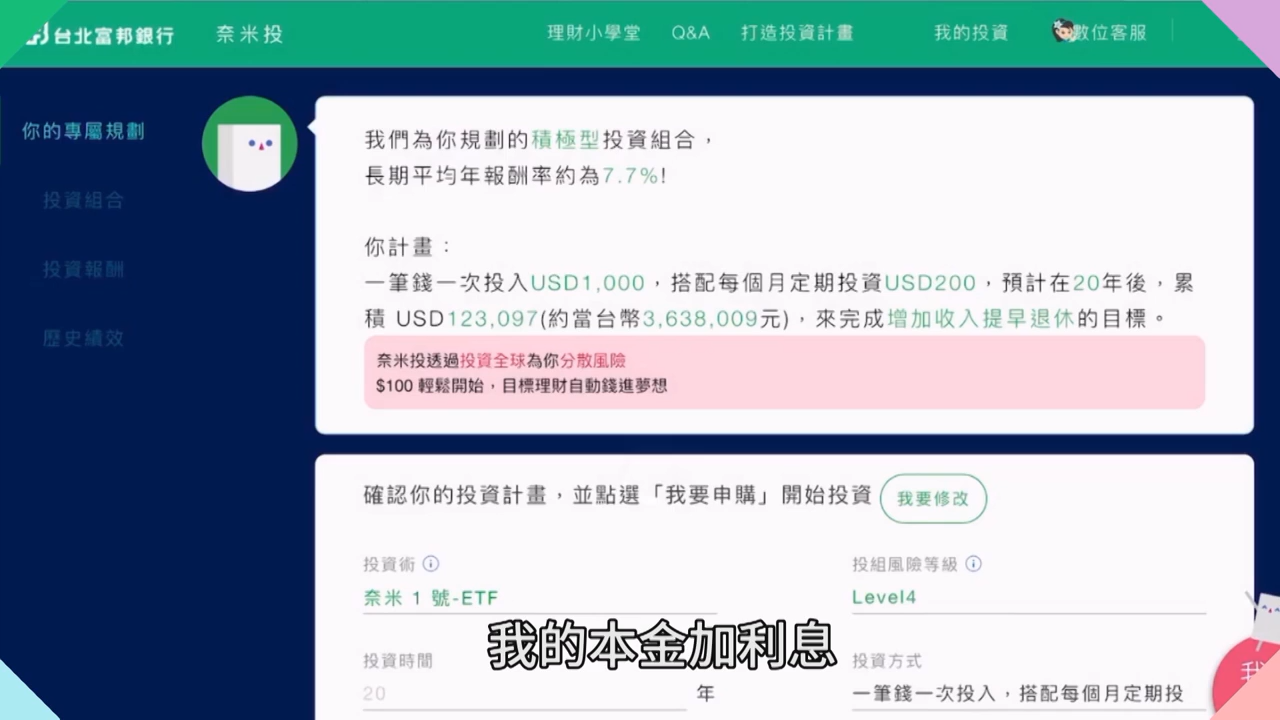 台北富邦銀行 奈米投 理財小學堂 Q&A 打造投資計畫 我的投資 數位客服
你的專屬規劃
投資組合
投資報酬
歷史績效
我們為你規劃的積極型投資組合，
長期平均年報酬率約為7.7%!
你計畫：
一筆錢一次投入USD1,000，搭配每個月定期投資USD200，預計在20年後，累
積 USD123,097(約當台幣3,638,009元)，來完成增加收入提早退休的目標。
奈米投透過投資全球為你分散風險
$100 輕鬆開始，目標理財自動錢進夢想
確認你的投資計畫，並點選「我要申購」開始投資 我要修改
投資術 投組風險等級
奈米 1 號-ETF Level4
投資時間 投資方式
20 年 一筆錢一次投入，搭配每個月定期投
我的本金加利息
我